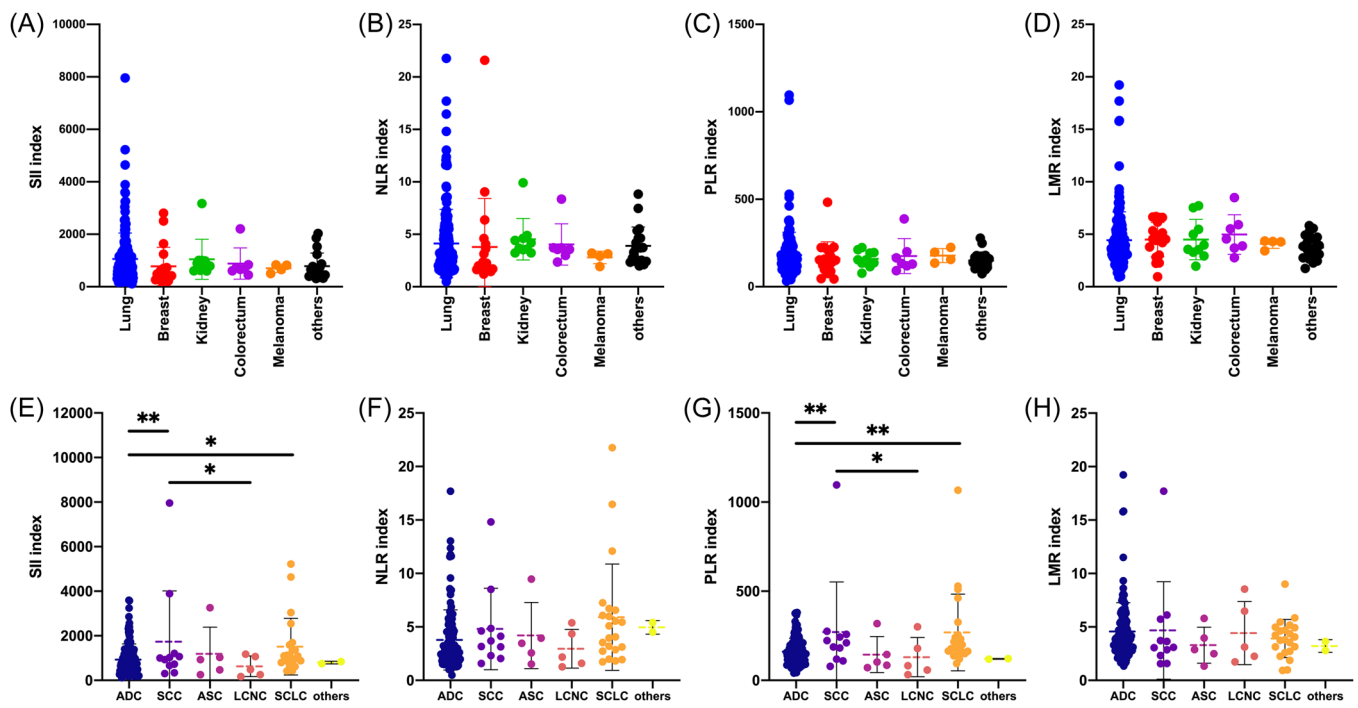 (A)
10000
8000
6000
4000
2000
0
SII index
Lung
Breast
Kidney
Colorectum
Melanoma
others
(B)
25
20
15
10
5
0
NLR index
Lung
Breast
Kidney
Colorectum
Melanoma
others
(C)
1500
1000
500
0
PLR index
Lung
Breast
Kidney
Colorectum
Melanoma
others
(D)
25
20
15
10
5
0
LMR index
Lung
Breast
Kidney
Colorectum
Melanoma
others
(E)
12000
10000
8000
6000
4000
2000
0
SII index
**
*
*
ADC SCC ASC LCNC SCLC others
(F)
25
20
15
10
5
0
NLR index
ADC SCC ASC LCNC SCLC others
(G)
1500
1000
500
0
PLR index
**
**
*
ADC SCC ASC LCNC SCLC others
(H)
25
20
15
10
5
0
LMR index
ADC SCC ASC LCNC SCLC others